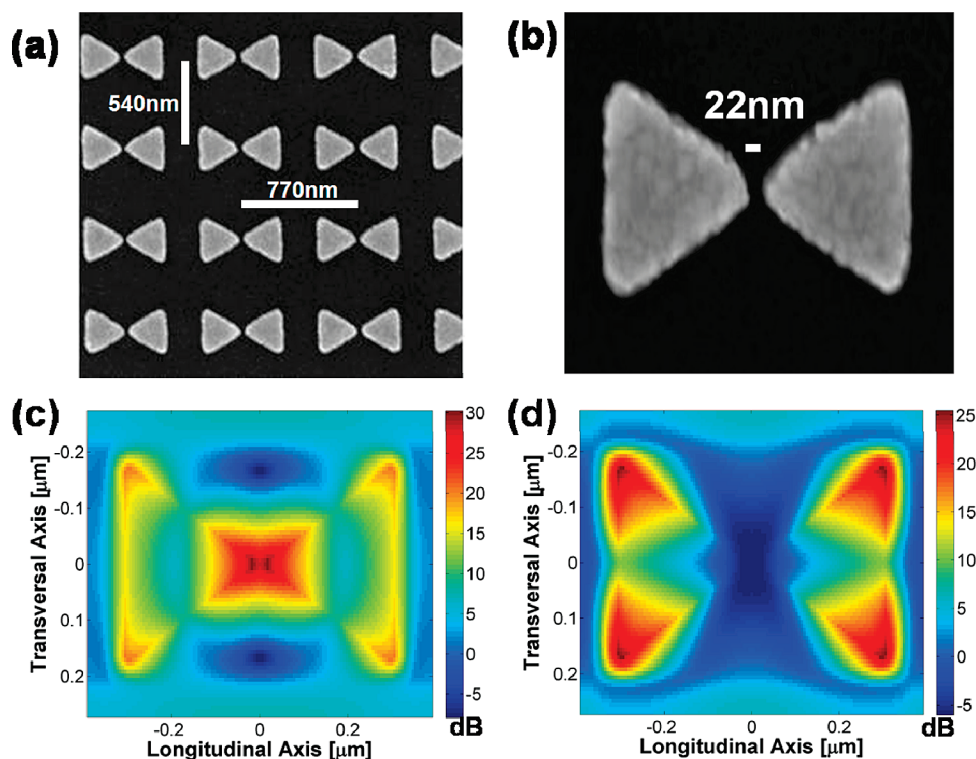 (a)
540nm
770nm
(b)
22nm
(c)
Transversal Axis [µm]
-0.2
-0.1
0
0.1
0.2
-0.2
0
0.2
Longitudinal Axis [µm]
30
25
20
15
10
5
0
-5
dB
(d)
Transversal Axis [µm]
-0.2
-0.1
0
0.1
0.2
-0.2
0
0.2
Longitudinal Axis [µm]
25
20
15
10
5
0
-5
dB